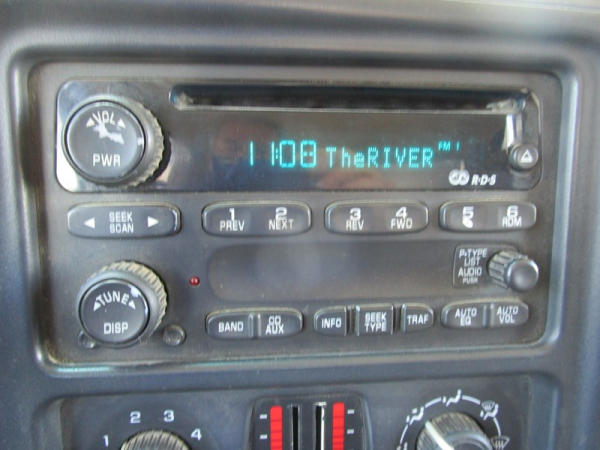 VOL
PWR
11:08 TheRIVER FM 1
R·D·S
SEEK
SCAN
1 PREV
2 NEXT
3 REV
4 FWD
5
6 RDM
P-TYPE
LIST
AUDIO
PUSH
TUNE
DISP
BAND
CD
AUX
INFO
SEEK
TYPE
TRAF
AUTO
EQ
AUTO
VOL
1 2 3 4